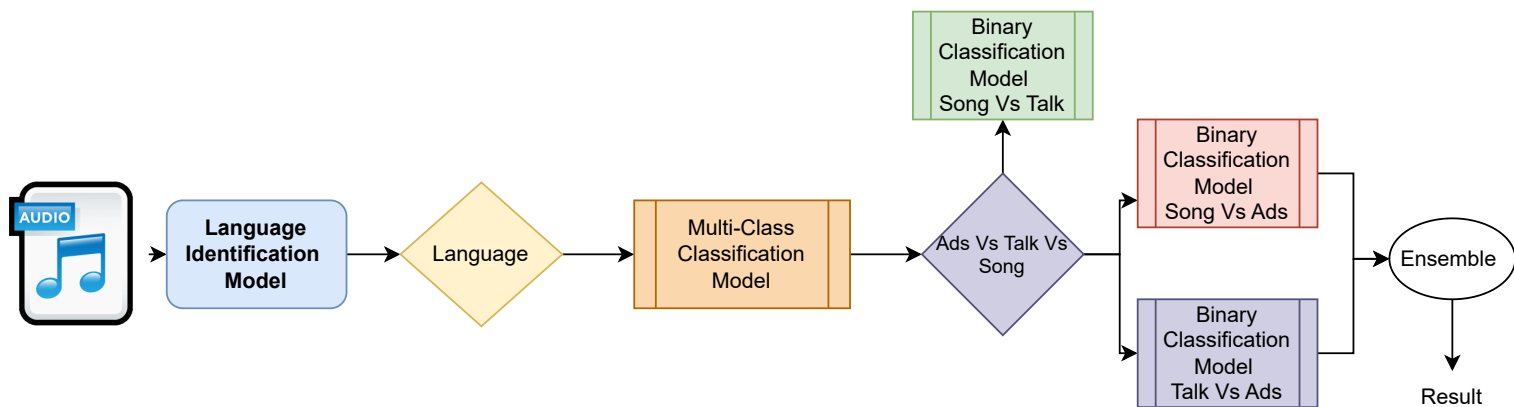 AUDIO
Language
Identification
Model
Language
Multi-Class
Classification
Model
Ads Vs Talk Vs
Song
Binary
Classification
Model
Song Vs Talk
Binary
Classification
Model
Song Vs Ads
Binary
Classification
Model
Talk Vs Ads
Ensemble
Result